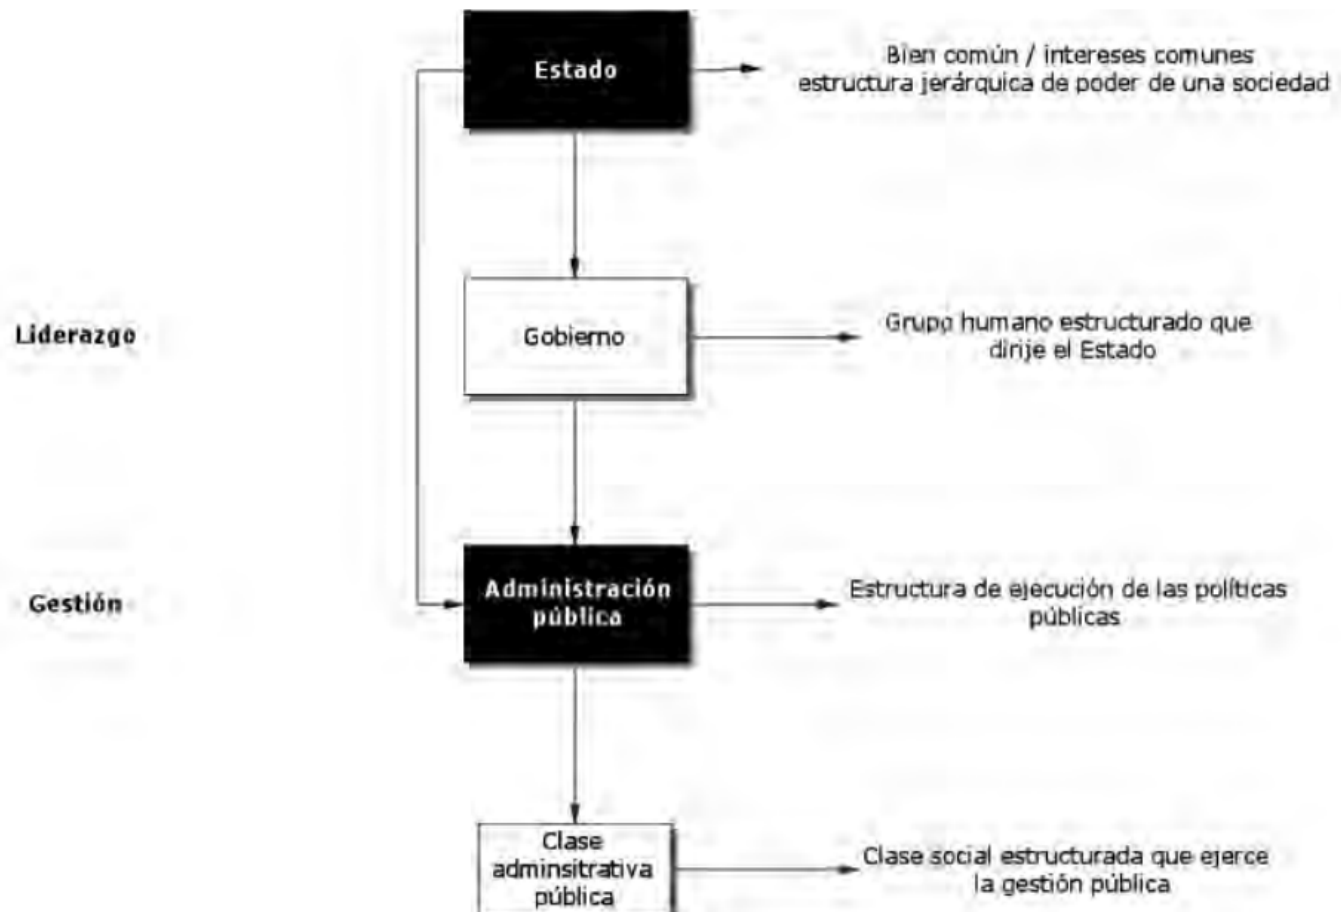 Estado
Bien común / intereses comunes
estructura jerárquica de poder de una sociedad
Liderazgo
Gobierno
Grupo humano estructurado que
dirije el Estado
Gestión
Administración
pública
Estructura de ejecución de las políticas
públicas
Clase
adminsitrativa
pública
Clase social estructurada que ejerce
la gestión pública